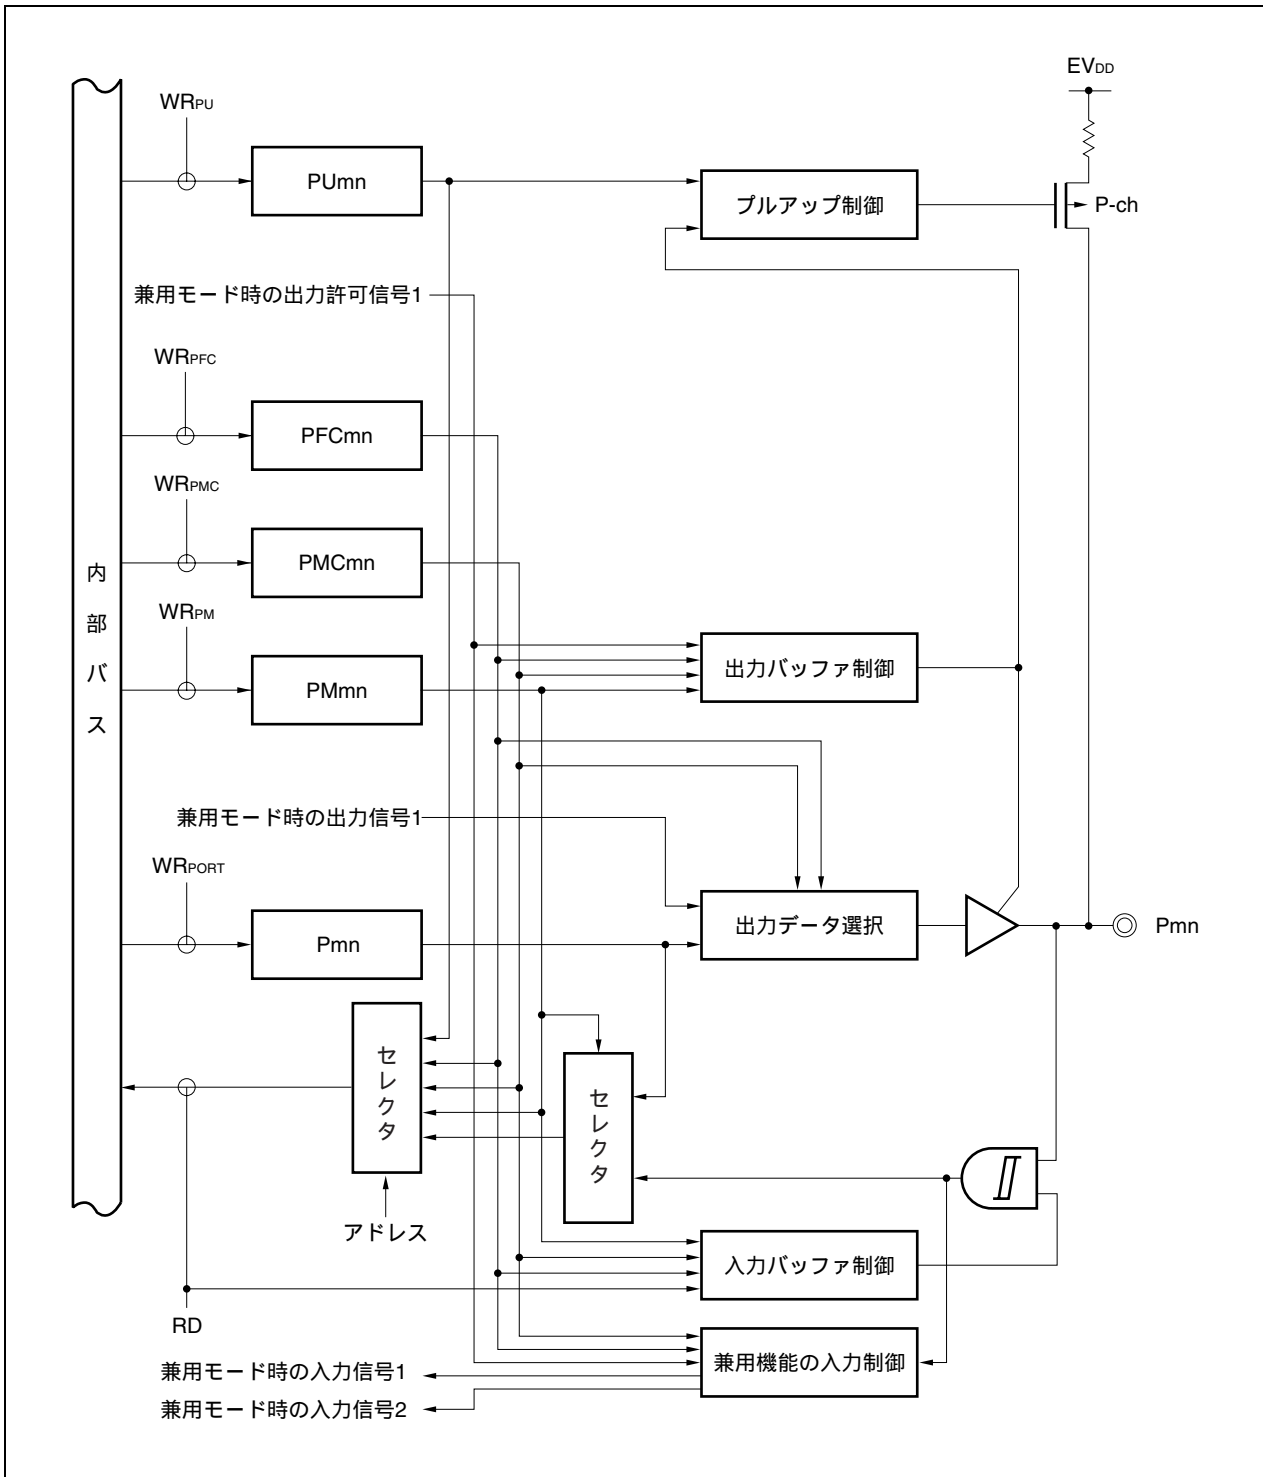 EVDD
WRPU
PUmn
プルアップ制御
P-ch
兼用モード時の出力許可信号1
WRPFC
PFCmn
WRPMC
PMCmn
内部バス
WRPM
PMmn
出力バッファ制御
兼用モード時の出力信号1
WRPORT
Pmn
出力データ選択
Pmn
セレクタ
セレクタ
アドレス
入力バッファ制御
RD
兼用機能の入力制御
兼用モード時の入力信号1
兼用モード時の入力信号2